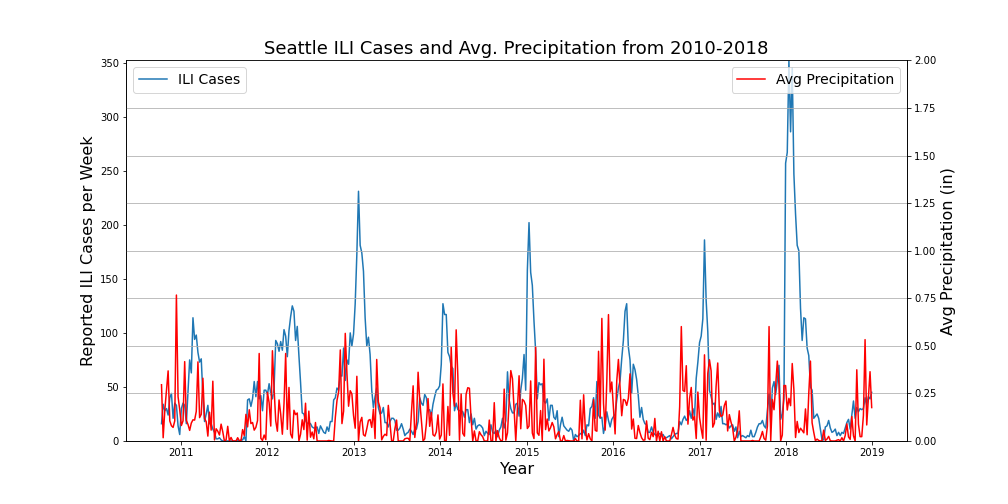 Seattle ILI Cases and Avg. Precipitation from 2010-2018
ILI Cases
Avg Precipitation
Reported ILI Cases per Week
350
300
250
200
150
100
50
0
2.00
1.75
1.50
1.25
1.00
0.75
0.50
0.25
0.00
Avg Precipitation (in)
2011 2012 2013 2014 2015 2016 2017 2018 2019
Year